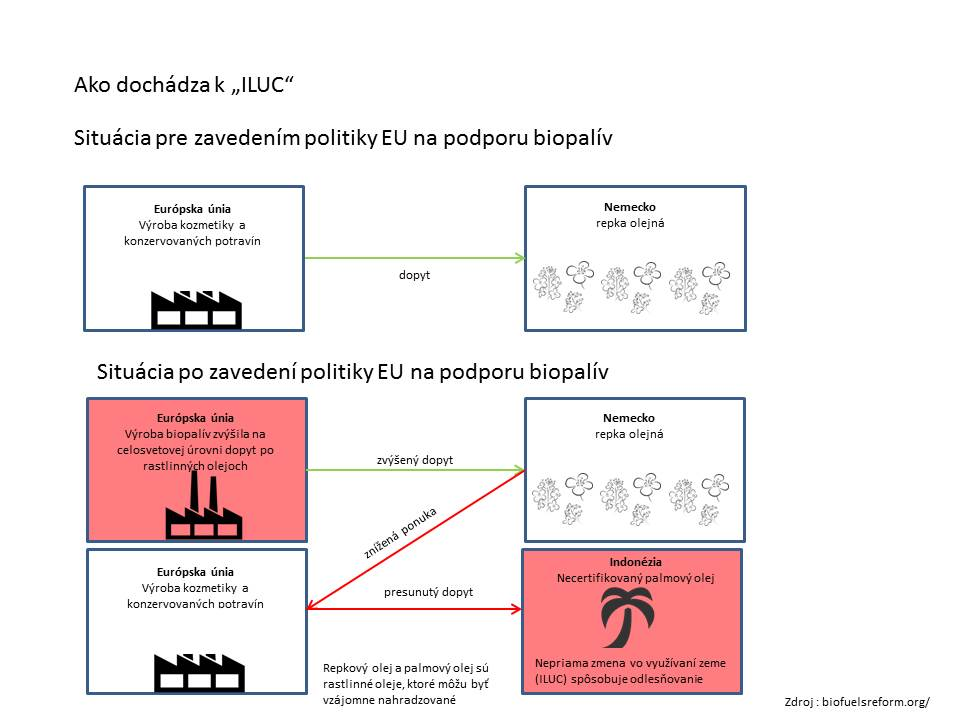 Ako dochádza k „ILUC“
Situácia pre zavedením politiky EU na podporu biopalív
Európska únia
Výroba kozmetiky a
konzervovaných potravín
dopyt
Nemecko
repka olejná
Situácia po zavedení politiky EU na podporu biopalív
Európska únia
Výroba biopalív zvýšila na
celosvetovej úrovni dopyt po
rastlinných olejoch
zvýšený dopyt
Nemecko
repka olejná
znížená ponuka
Európska únia
Výroba kozmetiky a
konzervovaných potravín
presunutý dopyt
Indonézia
Necertifikovaný palmový olej
Nepriama zmena vo využívaní zeme
(ILUC) spôsobuje odlesňovanie
Repkový olej a palmový olej sú
rastlinné oleje, ktoré môžu byť
vzájomne nahradzované
Zdroj : biofuelsreform.org/